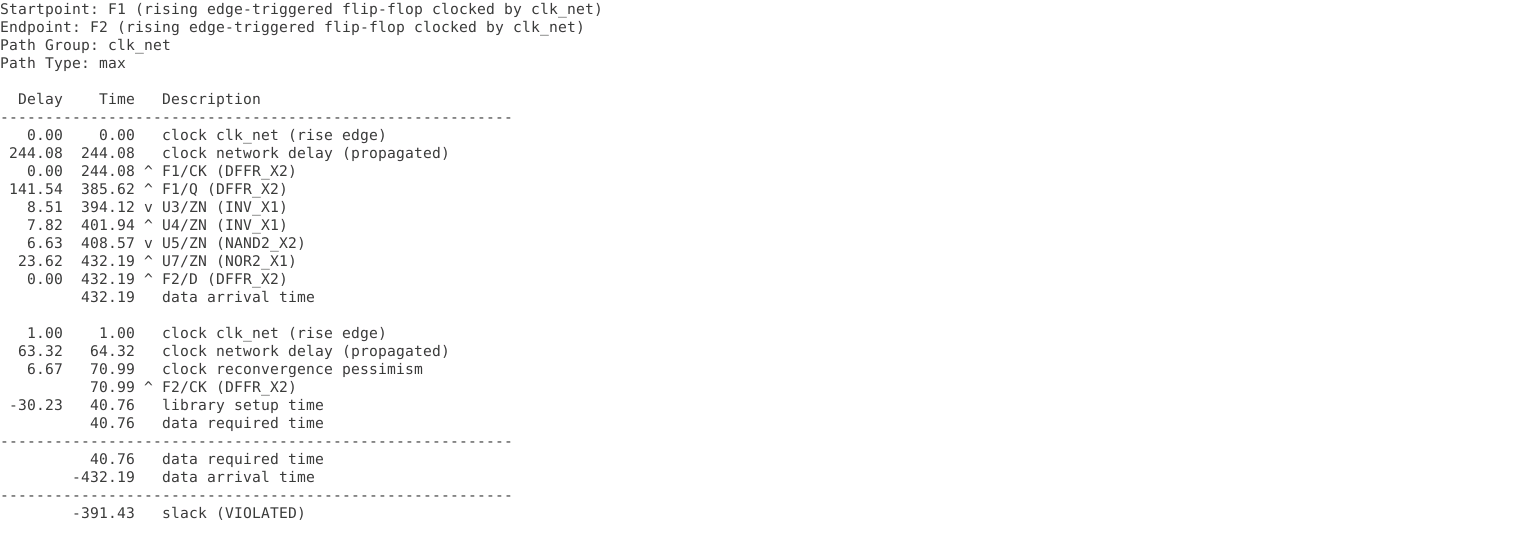 Startpoint: F1 (rising edge-triggered flip-flop clocked by clk_net)
Endpoint: F2 (rising edge-triggered flip-flop clocked by clk_net)
Path Group: clk_net
Path Type: max

  Delay    Time   Description
---------------------------------------------------------
   0.00    0.00   clock clk_net (rise edge)
 244.08  244.08   clock network delay (propagated)
   0.00  244.08 ^ F1/CK (DFFR_X2)
 141.54  385.62 ^ F1/Q (DFFR_X2)
   8.51  394.12 v U3/ZN (INV_X1)
   7.82  401.94 ^ U4/ZN (INV_X1)
   6.63  408.57 v U5/ZN (NAND2_X2)
  23.62  432.19 ^ U7/ZN (NOR2_X1)
   0.00  432.19 ^ F2/D (DFFR_X2)
         432.19   data arrival time

   1.00    1.00   clock clk_net (rise edge)
  63.32   64.32   clock network delay (propagated)
   6.67   70.99   clock reconvergence pessimism
          70.99 ^ F2/CK (DFFR_X2)
 -30.23   40.76   library setup time
          40.76   data required time
---------------------------------------------------------
          40.76   data required time
        -432.19   data arrival time
---------------------------------------------------------
        -391.43   slack (VIOLATED)